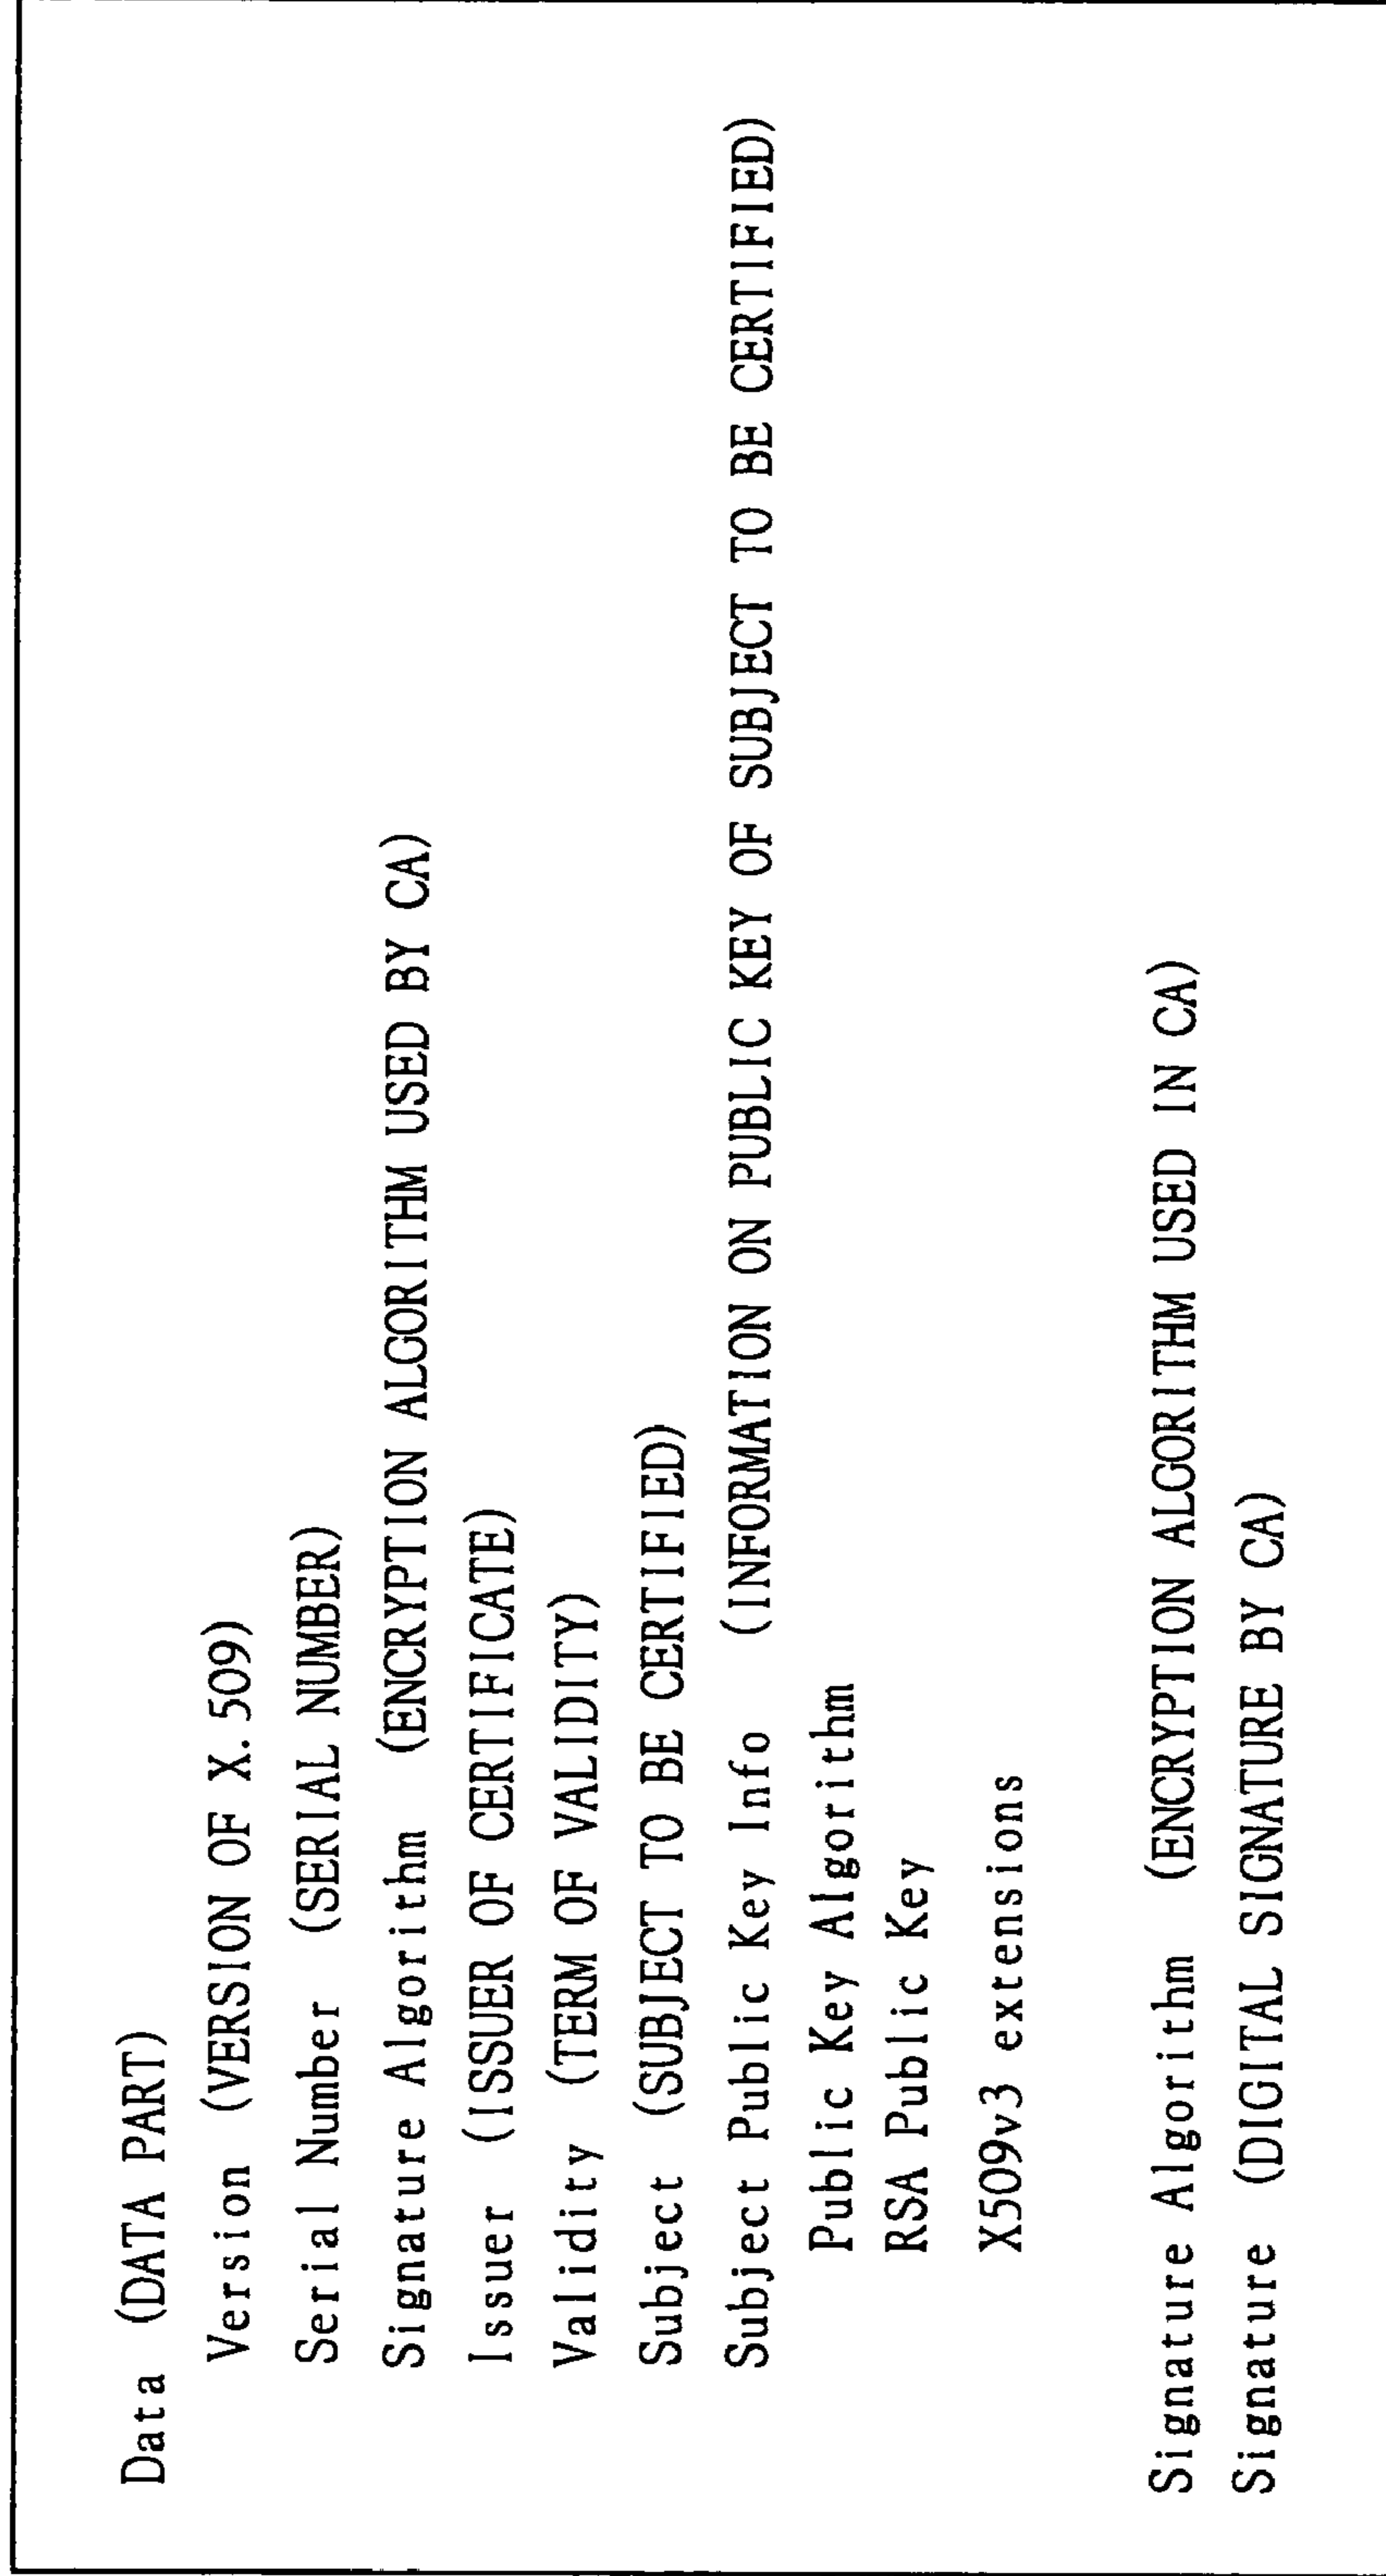 Data (DATA PART)
Version (VERSION OF X.509)
Serial Number (SERIAL NUMBER)
Signature Algorithm (ENCRYPTION ALGORITHM USED BY CA)
Issuer (ISSUER OF CERTIFICATE)
Validity (TERM OF VALIDITY)
Subject (SUBJECT TO BE CERTIFIED)
Subject Public Key Info (INFORMATION ON PUBLIC KEY OF SUBJECT TO BE CERTIFIED)
Public Key Algorithm
RSA Public Key
X509v3 extensions
Signature Algorithm (ENCRYPTION ALGORITHM USED IN CA)
Signature (DIGITAL SIGNATURE BY CA)